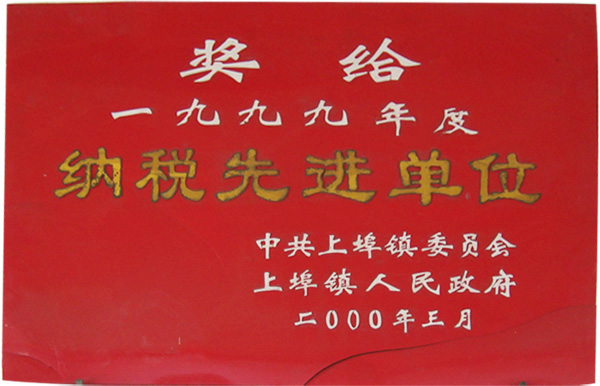 奖给
一九九九年度
纳税先进单位
中共上埠镇委员会
上埠镇人民政府
二000年三月